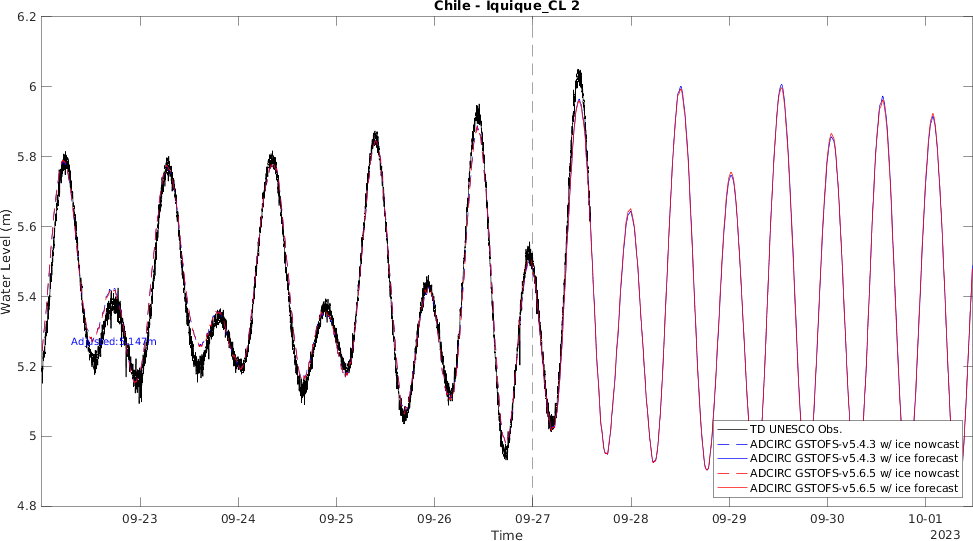 Chile - Iquique_CL 2
6.2
6
5.8
5.6
5.4
5.2
5
4.8
Water Level (m)
Adjusted:5.147m
TD UNESCO Obs.
ADCIRC GSTOFS-v5.4.3 w/ ice nowcast
ADCIRC GSTOFS-v5.4.3 w/ ice forecast
ADCIRC GSTOFS-v5.6.5 w/ ice nowcast
ADCIRC GSTOFS-v5.6.5 w/ ice forecast
09-23 09-24 09-25 09-26 09-27 09-28 09-29 09-30 10-01
Time
2023